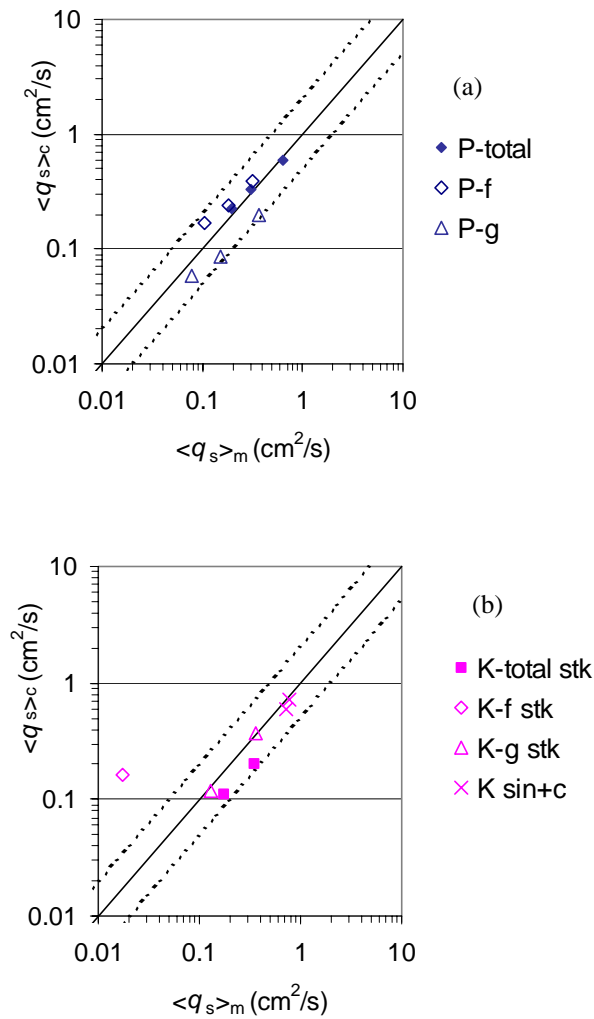 10
1
0.1
0.01
<qs>c (cm²/s)
0.01 0.1 1 10
<qs>m (cm²/s)
(a)
P-total
P-f
P-g
10
1
0.1
0.01
<qs>c (cm²/s)
0.01 0.1 1 10
<qs>m (cm²/s)
(b)
K-total stk
K-f stk
K-g stk
K sin+c